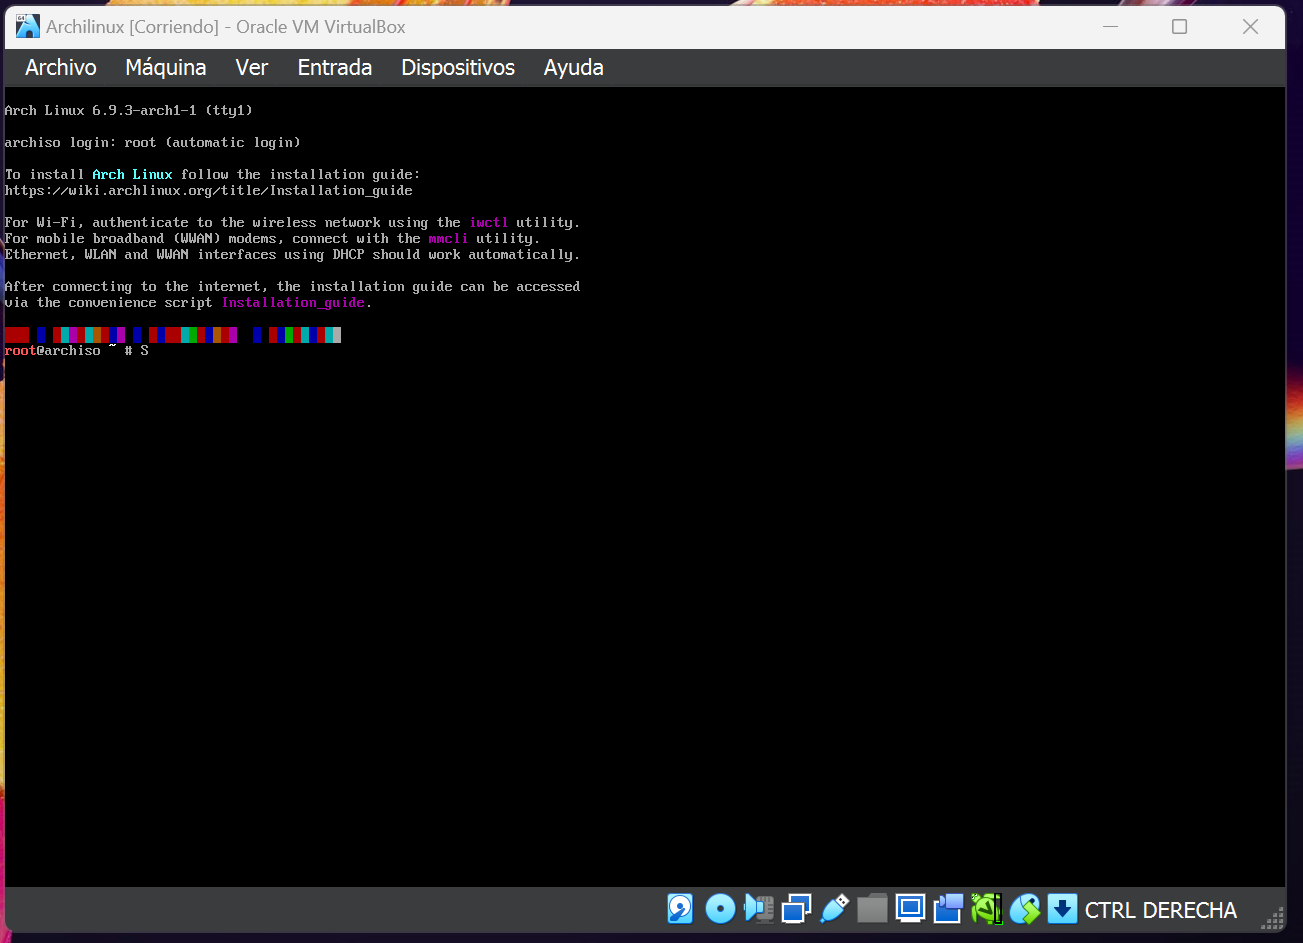 Archilinux [Corriendo] - Oracle VM VirtualBox
Archivo Máquina Ver Entrada Dispositivos Ayuda
Arch Linux 6.9.3-arch1-1 (tty1)
archiso login: root (automatic login)
To install Arch Linux follow the installation guide:
https://wiki.archlinux.org/title/Installation_guide
For Wi-Fi, authenticate to the wireless network using the iwctl utility.
For mobile broadband (WWAN) modems, connect with the mmcli utility.
Ethernet, WLAN and WWAN interfaces using DHCP should work automatically.
After connecting to the internet, the installation guide can be accessed
via the convenience script Installation_guide.
root@archiso ~ # S
CTRL DERECHA